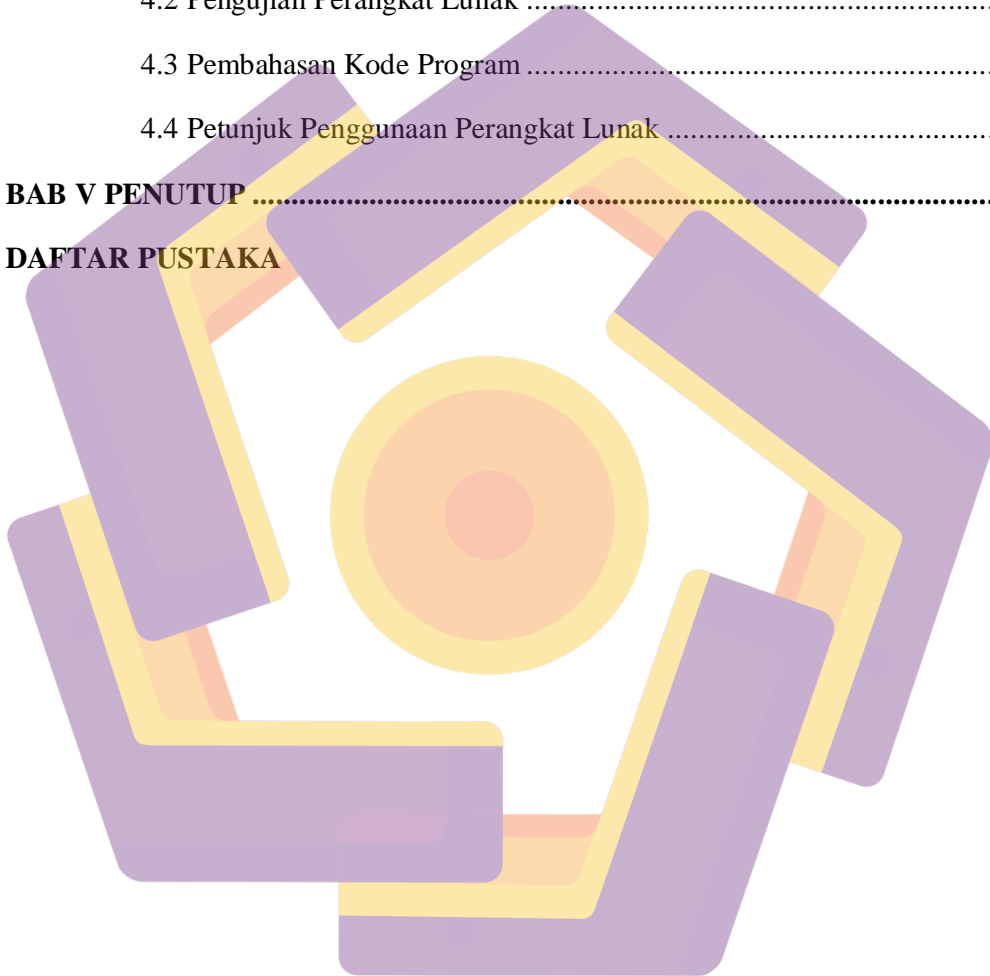 4.2 Pengujian Perangkat Lunak ............................................................
4.3 Pembahasan Kode Program ............................................................
4.4 Petunjuk Penggunaan Perangkat Lunak ..........................................
BAB V PENUTUP ................................................................................................
DAFTAR PUSTAKA